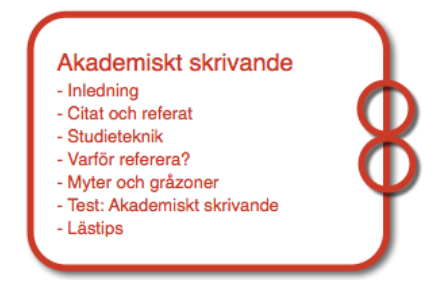 Akademiskt skrivande
- Inledning
- Citat och referat
- Studieteknik
- Varför referera?
- Myter och gråzoner
- Test: Akademiskt skrivande
- Lästips